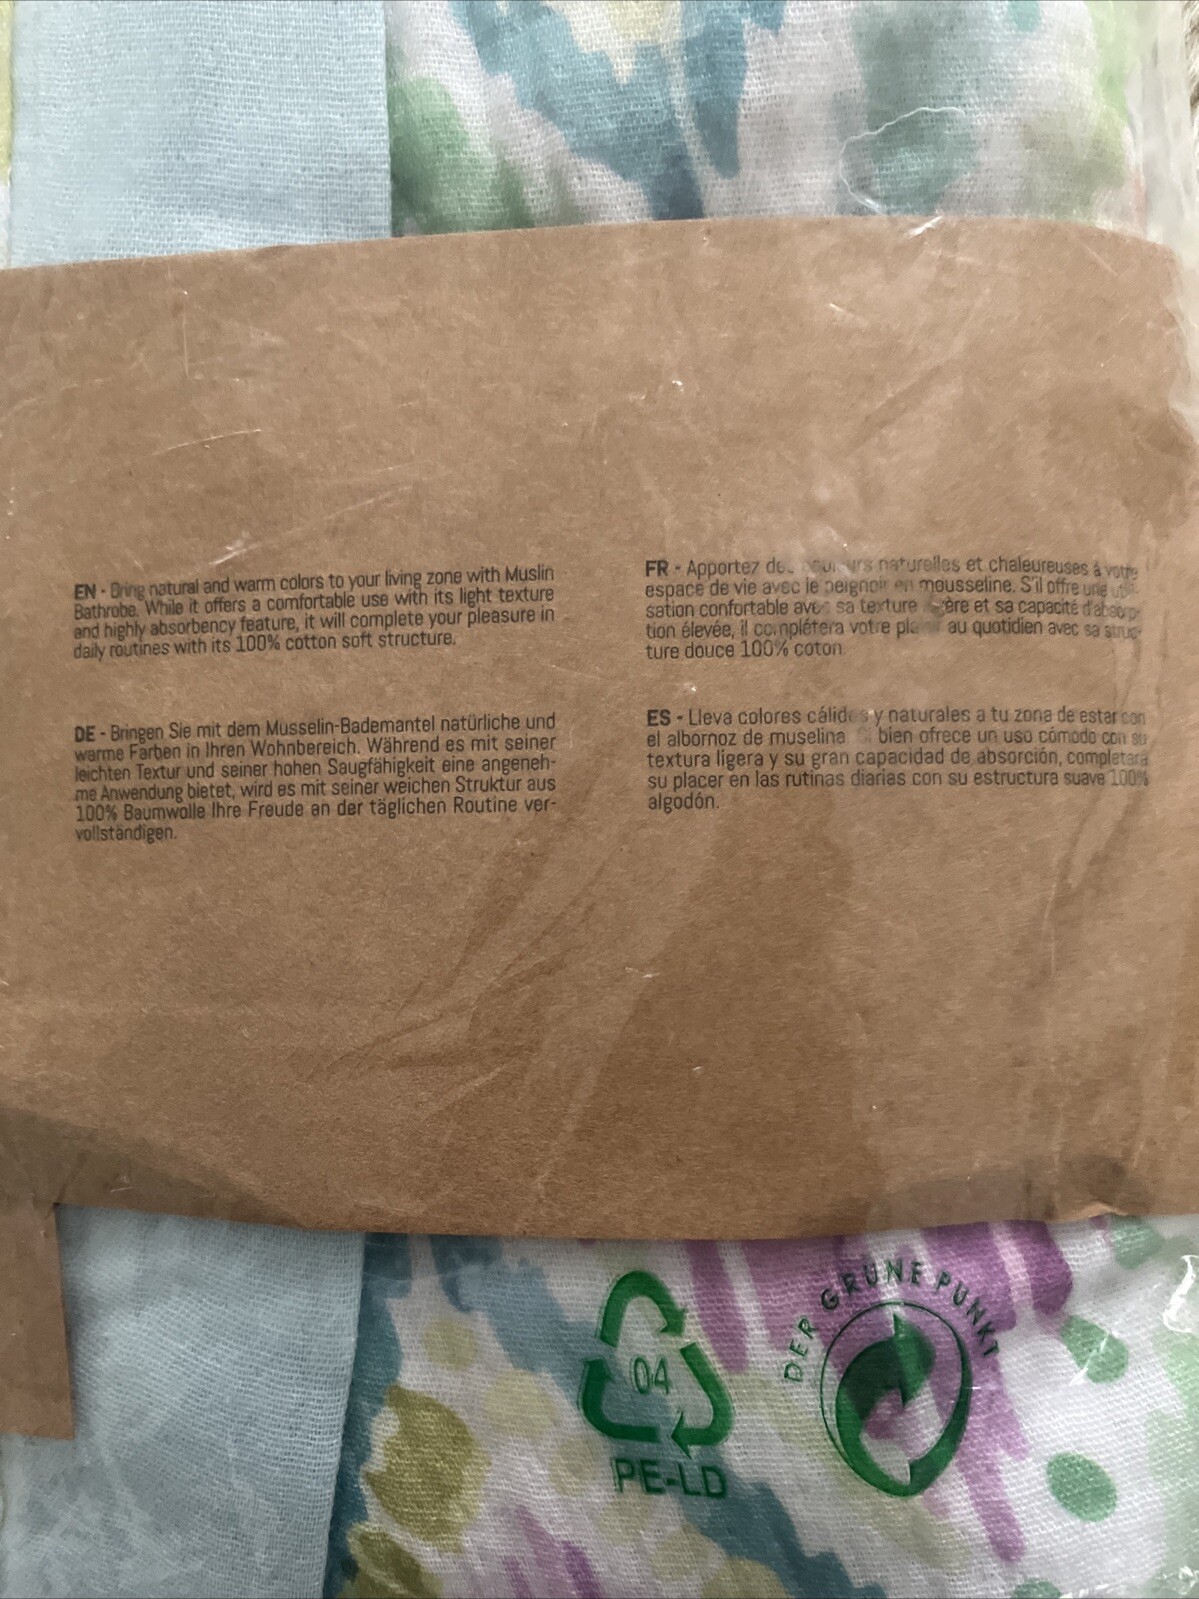 EN - Bring natural and warm colors to your living zone with Muslin
Bathrobe. While it offers a comfortable use with its light texture
and highly absorbency feature, it will complete your pleasure in
daily routines with its 100% cotton soft structure.
DE - Bringen Sie mit dem Musselin-Bademantel natürliche und
warme Farben in Ihren Wohnbereich. Während es mit seiner
leichten Textur und seiner hohen Saugfähigkeit eine angeneh-
me Anwendung bietet, wird es mit seiner weichen Struktur aus
100% Baumwolle Ihre Freude an der täglichen Routine ver-
vollständigen.
FR - Apportez naturelles et chaleureuses à votre
espace de vie avec le peignoir en mousseline. S'il offre une utili-
sation confortable avec sa texture et sa capacité d'absorp-
tion élevée, il complétera votre au quotidien avec sa struc-
ture douce 100% coton
ES - Lleva colores cálidos y naturales a tu zona de estar con
el albornoz de muselina bien ofrece un uso cómodo con su
textura ligera y su gran capacidad de absorción, completará
su placer en las rutinas diarias con su estructura suave 100%
algodón.
04
PE-LD
DER GRÜNE PUNKT